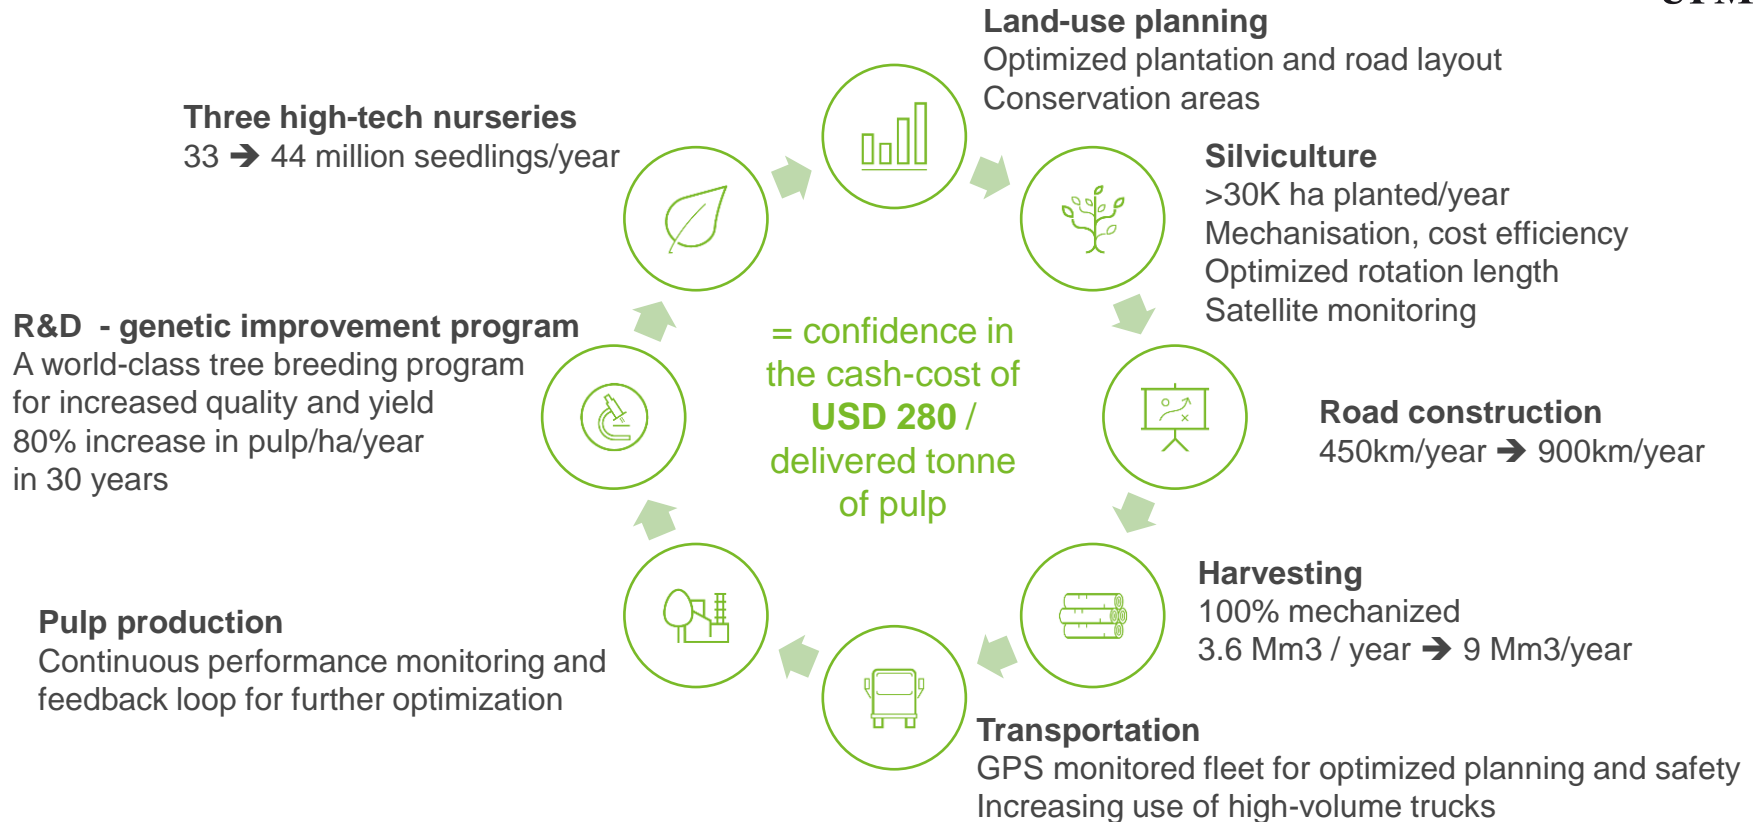 UPM
Land-use planning
Optimized plantation and road layout
Conservation areas
Three high-tech nurseries
33 ➔ 44 million seedlings/year
Silviculture
>30K ha planted/year
Mechanisation, cost efficiency
Optimized rotation length
Satellite monitoring
R&D - genetic improvement program
A world-class tree breeding program
for increased quality and yield
80% increase in pulp/ha/year
in 30 years
= confidence in
the cash-cost of
USD 280 /
delivered tonne
of pulp
Road construction
450km/year ➔ 900km/year
Harvesting
100% mechanized
3.6 Mm3 / year ➔ 9 Mm3/year
Pulp production
Continuous performance monitoring and
feedback loop for further optimization
Transportation
GPS monitored fleet for optimized planning and safety
Increasing use of high-volume trucks